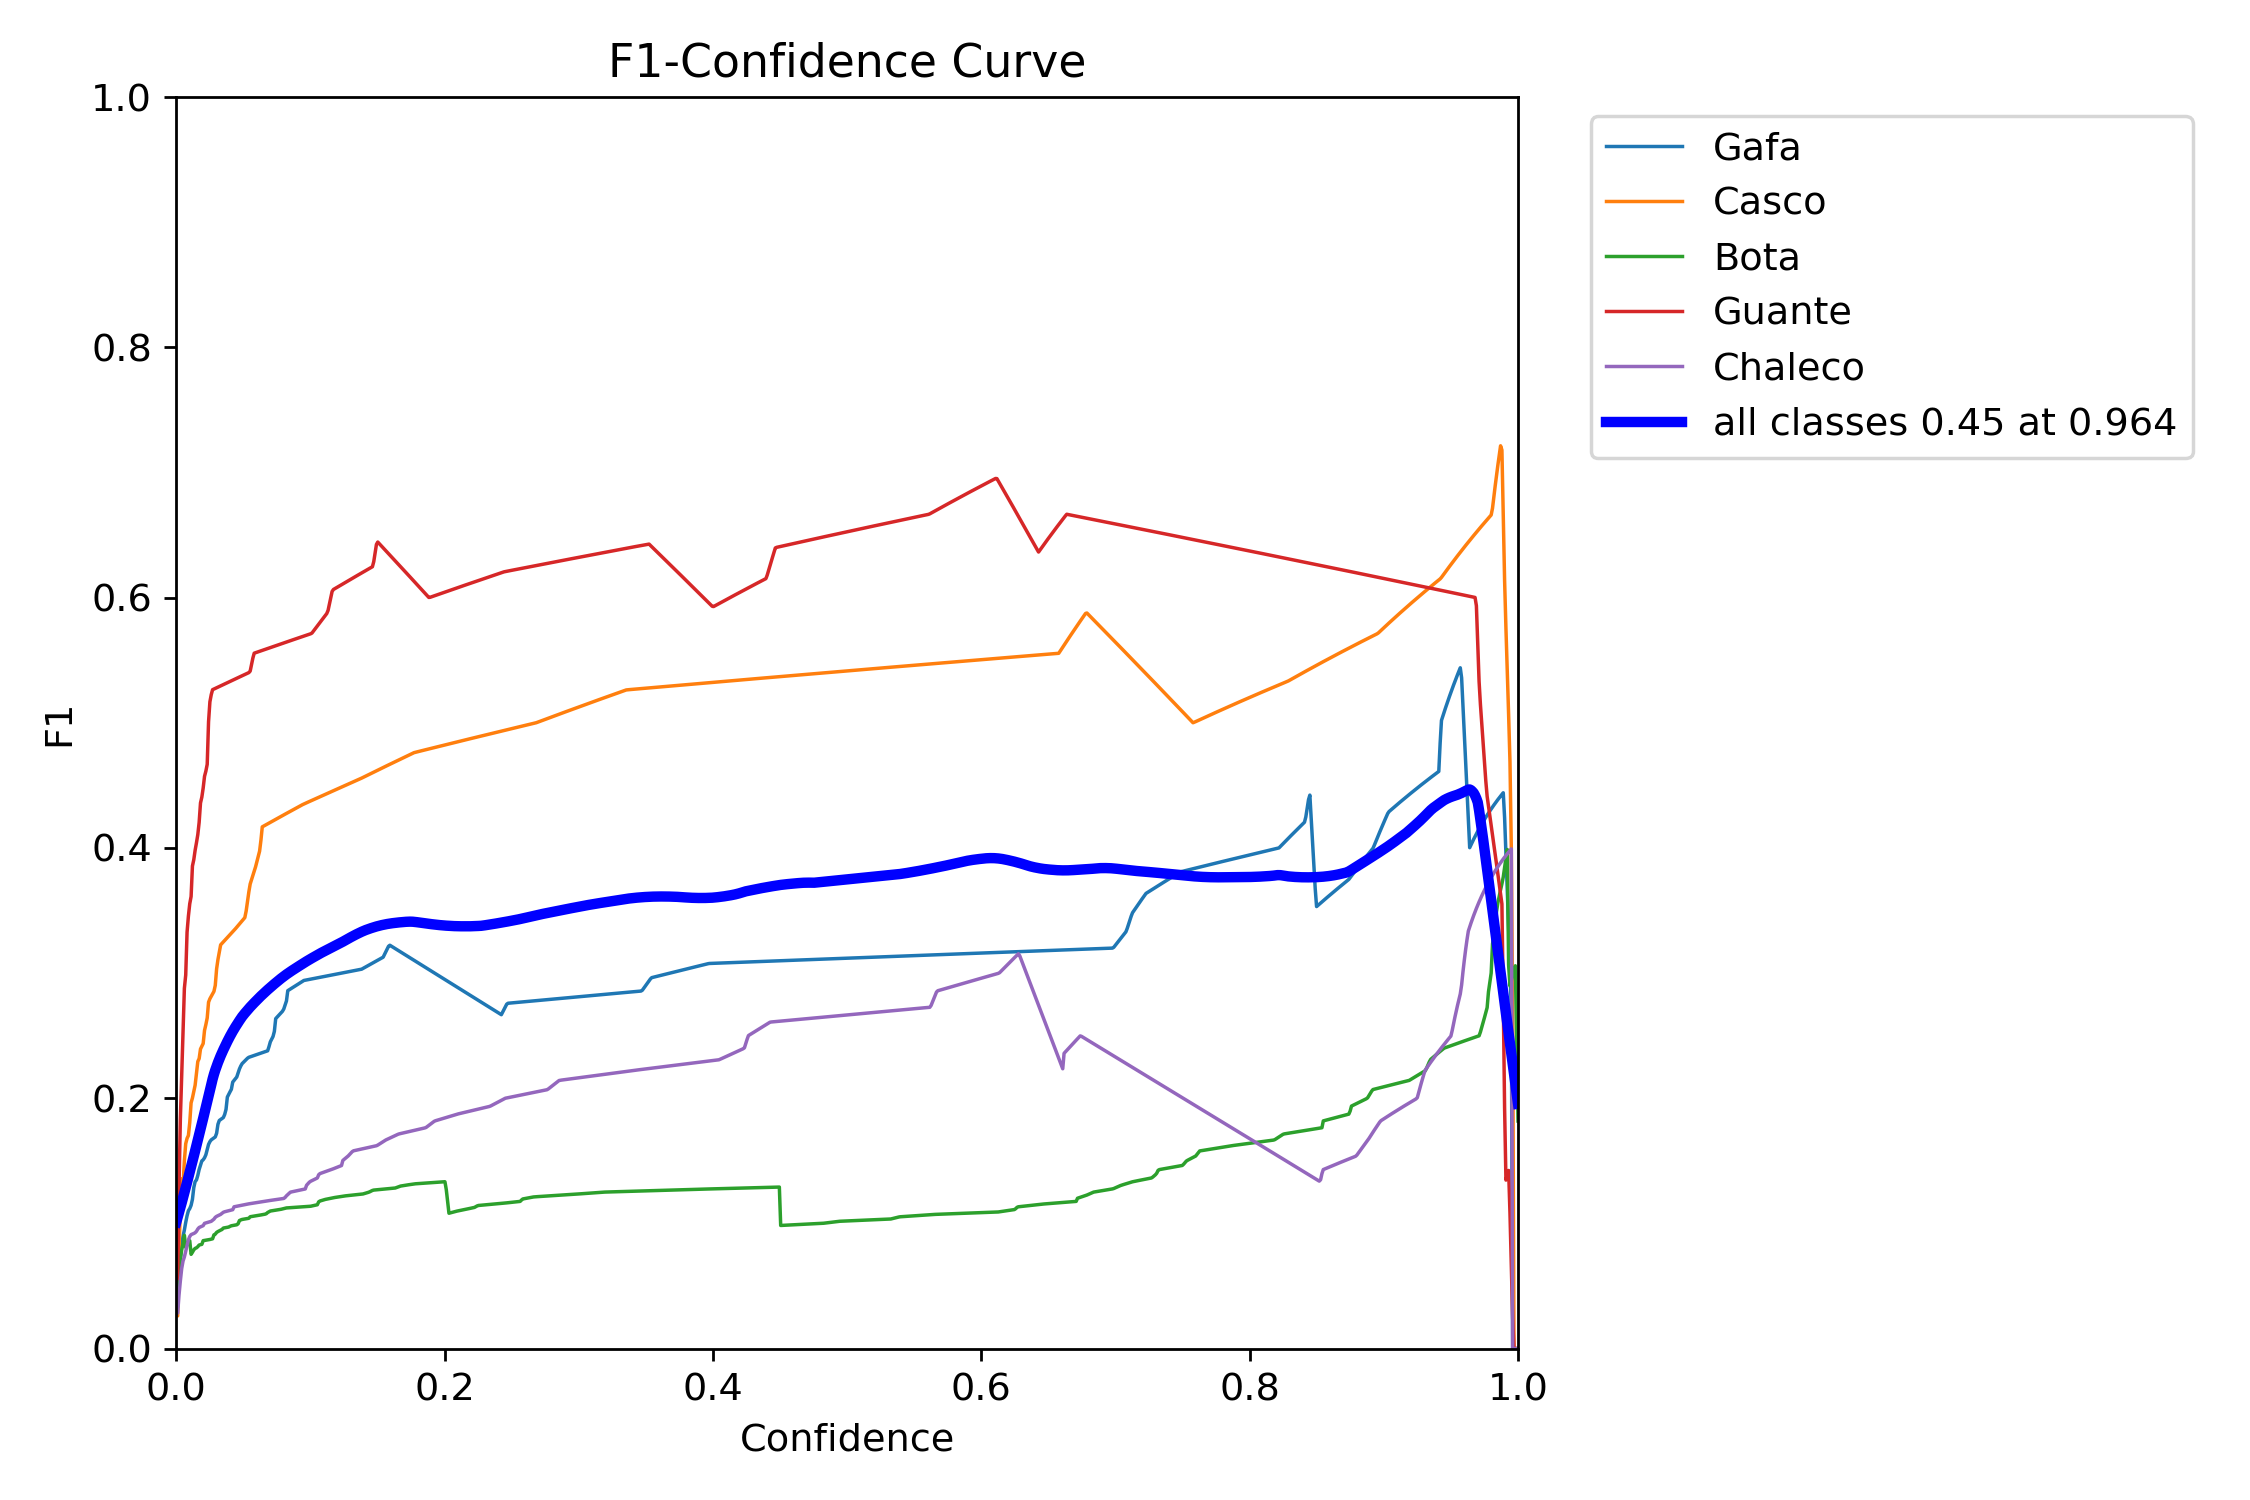 F1-Confidence Curve
1.0
0.8
0.6
0.4
0.2
0.0
F1
0.0 0.2 0.4 0.6 0.8 1.0
Confidence
Gafa
Casco
Bota
Guante
Chaleco
all classes 0.45 at 0.964